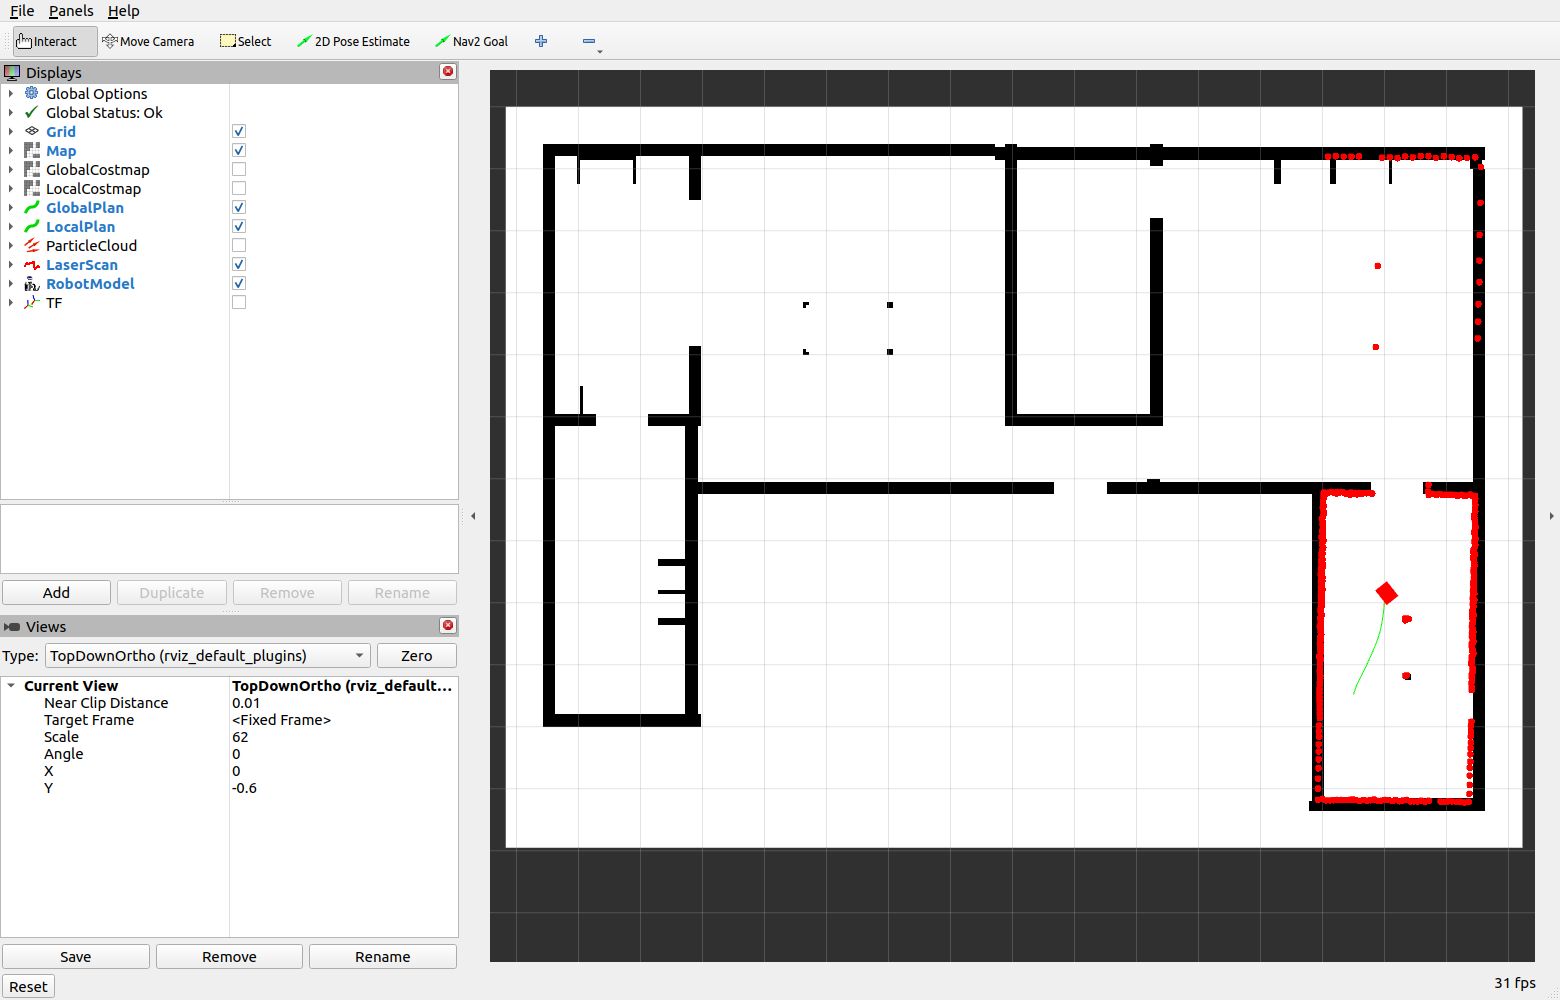 File Panels Help
Interact Move Camera Select 2D Pose Estimate Nav2 Goal
Displays
Global Options
Global Status: Ok
Grid
Map
GlobalCostmap
LocalCostmap
GlobalPlan
LocalPlan
ParticleCloud
LaserScan
RobotModel
TF
Add Duplicate Remove Rename
Views
Type: TopDownOrtho (rviz_default_plugins) Zero
Current View TopDownOrtho (rviz_default...
Near Clip Distance 0.01
Target Frame <Fixed Frame>
Scale 62
Angle 0
X 0
Y -0.6
Save Remove Rename
Reset
31 fps